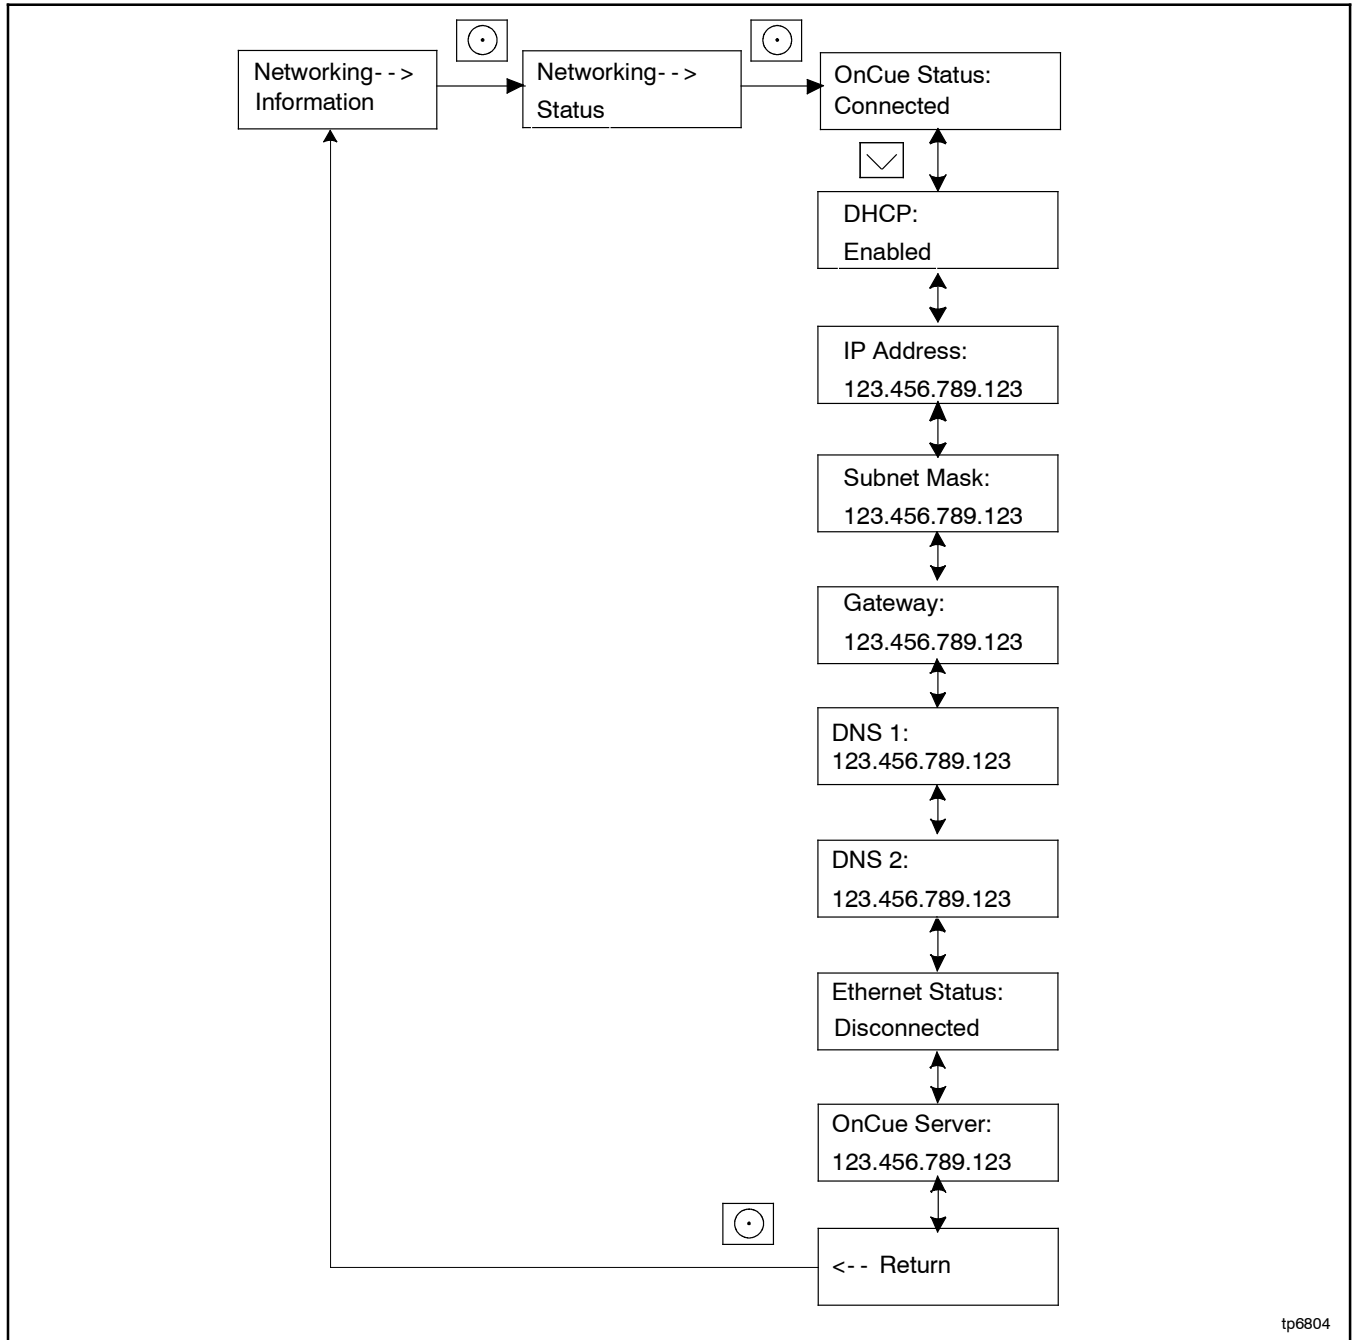 Networking- ->
Information
Networking- ->
Status
OnCue Status:
Connected
DHCP:
Enabled
IP Address:
123.456.789.123
Subnet Mask:
123.456.789.123
Gateway:
123.456.789.123
DNS 1:
123.456.789.123
DNS 2:
123.456.789.123
Ethernet Status:
Disconnected
OnCue Server:
123.456.789.123
<- - Return
tp6804